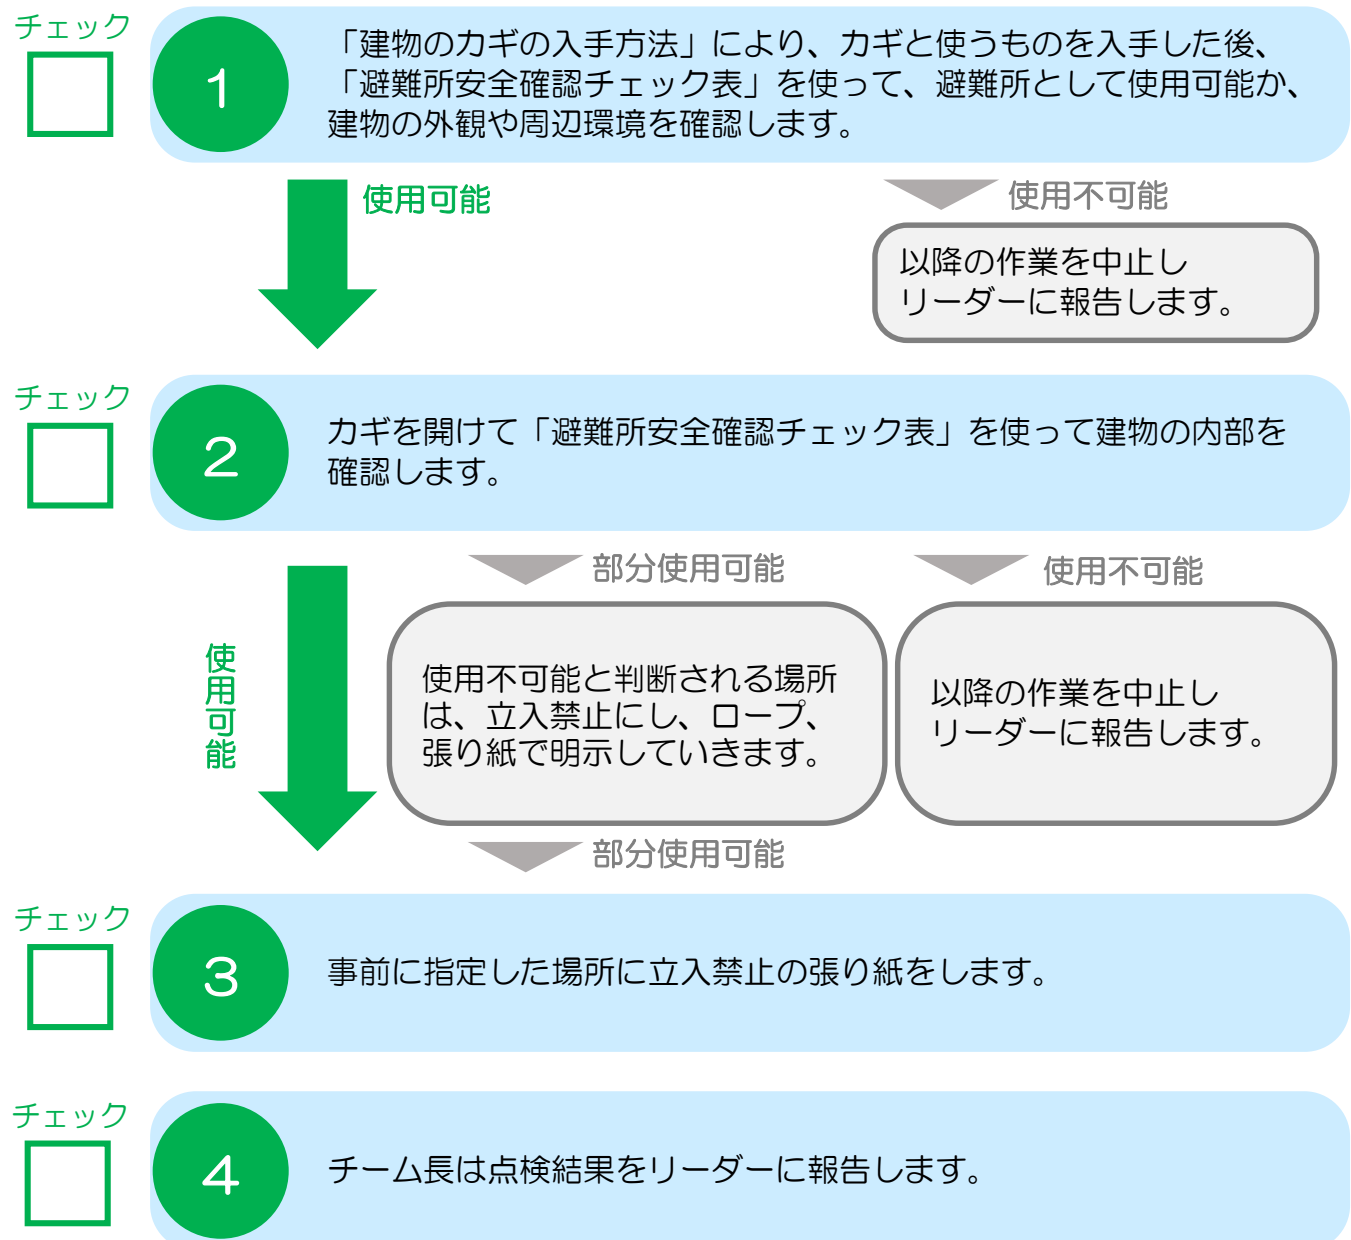 チェック
1
「建物のカギの入手方法」により、カギと使うものを入手した後、
「避難所安全確認チェック表」を使って、避難所として使用可能か、
建物の外観や周辺環境を確認します。
使用可能
使用不可能
以降の作業を中止し
リーダーに報告します。
チェック
2
カギを開けて「避難所安全確認チェック表」を使って建物の内部を
確認します。
使用可能
部分使用可能
使用不可能
使用不可能と判断される場所
は、立入禁止にし、ロープ、
張り紙で明示していきます。
以降の作業を中止し
リーダーに報告します。
部分使用可能
チェック
3
事前に指定した場所に立入禁止の張り紙をします。
チェック
4
チーム長は点検結果をリーダーに報告します。